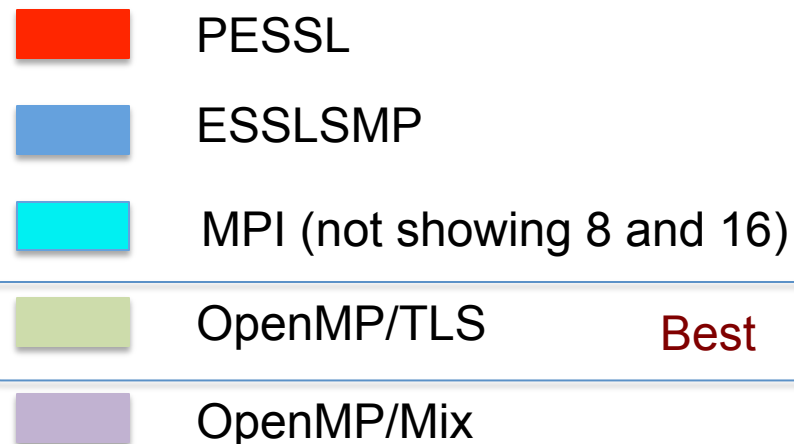 PESSL
ESSLSMP
MPI (not showing 8 and 16)
OpenMP/TLS Best
OpenMP/Mix